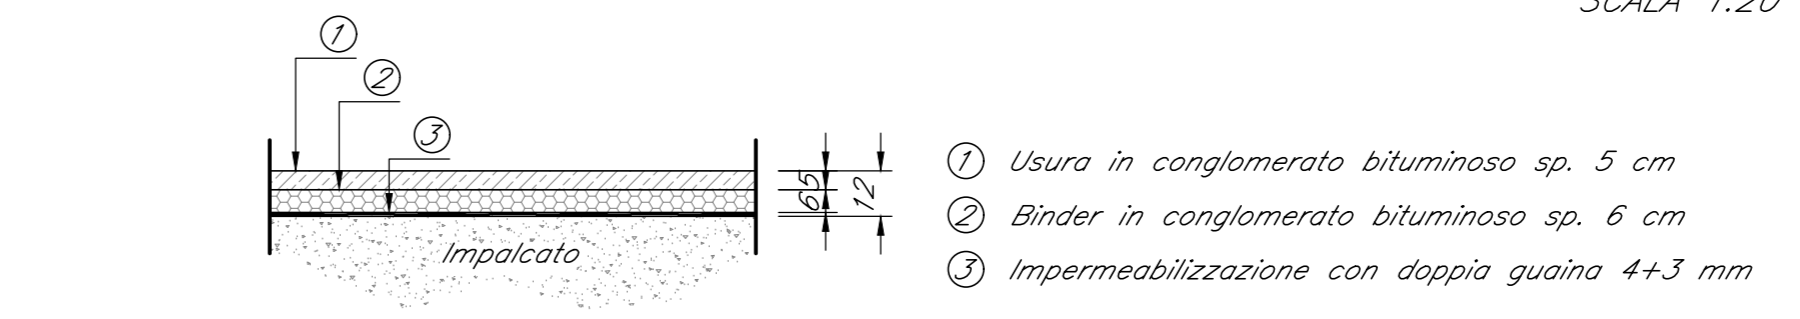 SCALA 1:20
1
2
3
5
6
12
Impalcato
1 Usura in conglomerato bituminoso sp. 5 cm
2 Binder in conglomerato bituminoso sp. 6 cm
3 Impermeabilizzazione con doppia guaina 4+3 mm